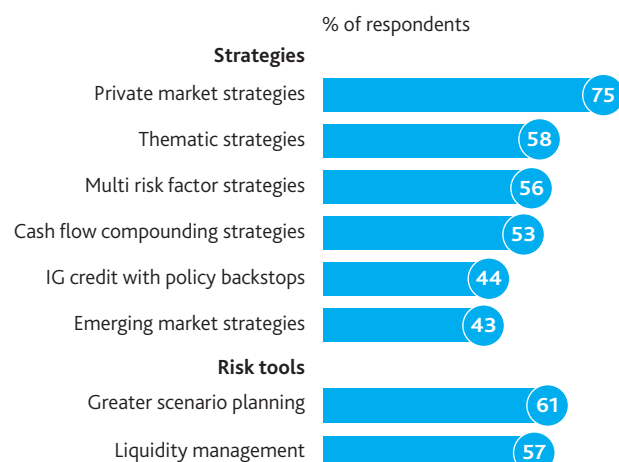 % of respondents
Strategies
Private market strategies 75
Thematic strategies 58
Multi risk factor strategies 56
Cash flow compounding strategies 53
IG credit with policy backstops 44
Emerging market strategies 43
Risk tools
Greater scenario planning 61
Liquidity management 57